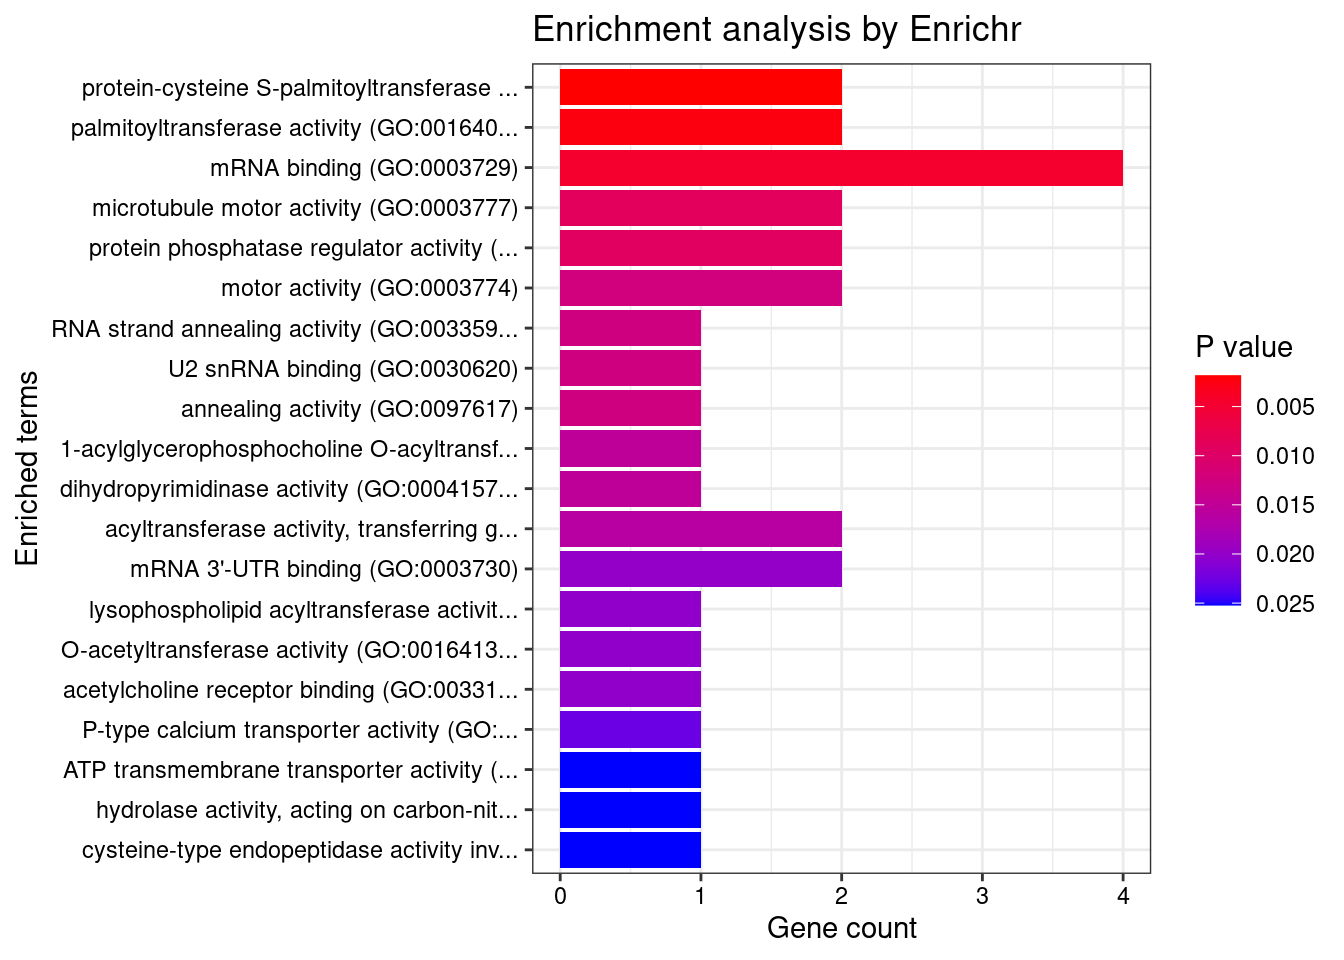 Enrichment analysis by Enrichr
protein-cysteine S-palmitoyltransferase ...
palmitoyltransferase activity (GO:001640...
mRNA binding (GO:0003729)
microtubule motor activity (GO:0003777)
protein phosphatase regulator activity (...
motor activity (GO:0003774)
RNA strand annealing activity (GO:003359...
U2 snRNA binding (GO:0030620)
annealing activity (GO:0097617)
1-acylglycerophosphocholine O-acyltransf...
dihydropyrimidinase activity (GO:0004157...
acyltransferase activity, transferring g...
mRNA 3'-UTR binding (GO:0003730)
lysophospholipid acyltransferase activit...
O-acetyltransferase activity (GO:0016413...
acetylcholine receptor binding (GO:00331...
P-type calcium transporter activity (GO:...
ATP transmembrane transporter activity (...
hydrolase activity, acting on carbon-nit...
cysteine-type endopeptidase activity inv...
Enriched terms
0 1 2 3 4
Gene count
P value
0.005
0.010
0.015
0.020
0.025